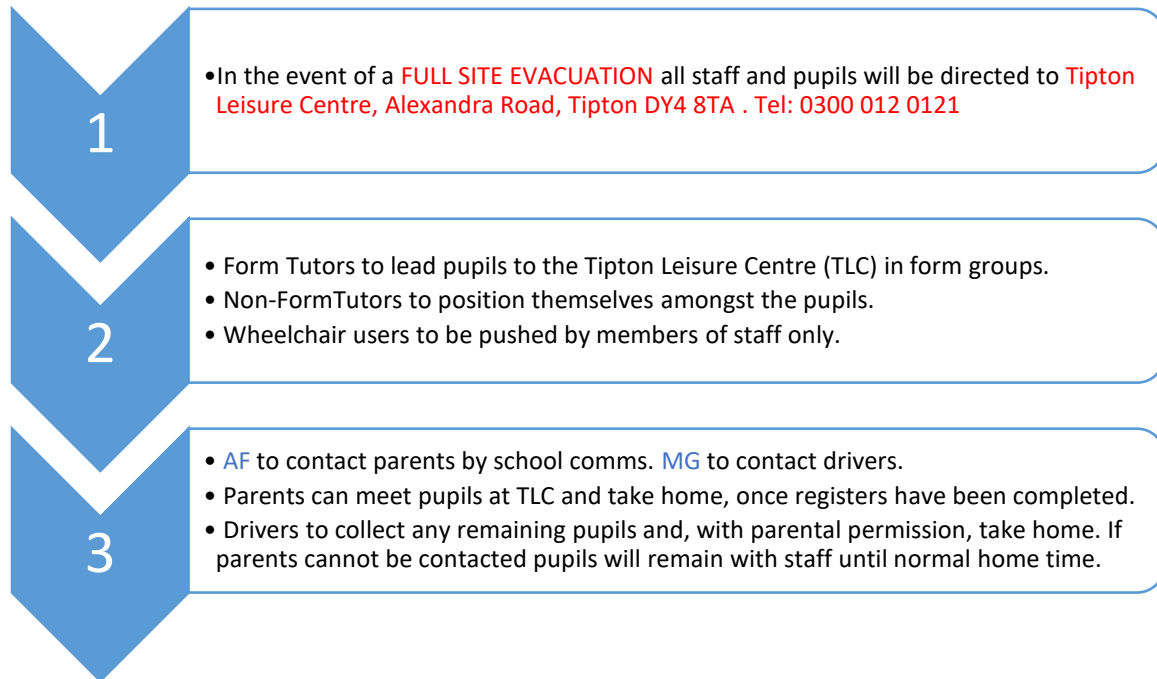 1
•In the event of a FULL SITE EVACUATION all staff and pupils will be directed to Tipton
Leisure Centre, Alexandra Road, Tipton DY4 8TA . Tel: 0300 012 0121
2
• Form Tutors to lead pupils to the Tipton Leisure Centre (TLC) in form groups.
• Non-FormTutors to position themselves amongst the pupils.
• Wheelchair users to be pushed by members of staff only.
3
• AF to contact parents by school comms. MG to contact drivers.
• Parents can meet pupils at TLC and take home, once registers have been completed.
• Drivers to collect any remaining pupils and, with parental permission, take home. If
parents cannot be contacted pupils will remain with staff until normal home time.